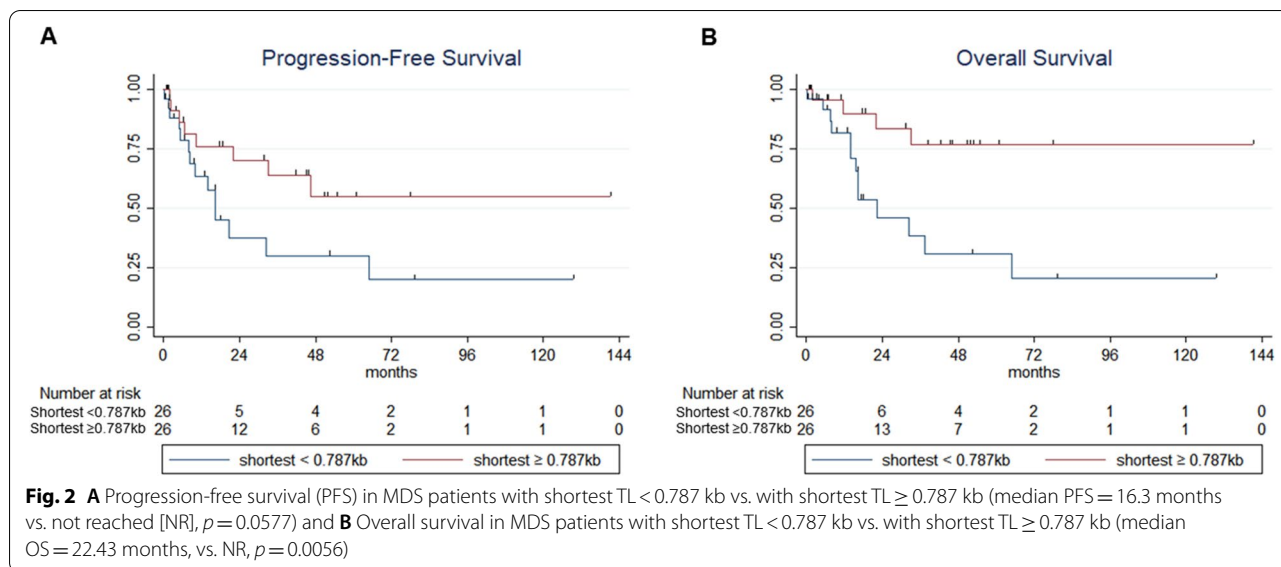 A
Progression-Free Survival
1.00
0.75
0.50
0.25
0.00
0 24 48 72 96 120 144
months
Number at risk
Shortest <0.787kb 26 5 4 2 1 1 0
Shortest ≥0.787kb 26 12 6 2 1 1 0
shortest < 0.787kb shortest ≥ 0.787kb
B
Overall Survival
1.00
0.75
0.50
0.25
0.00
0 24 48 72 96 120 144
months
Number at risk
Shortest <0.787kb 26 6 4 2 1 1 0
Shortest ≥0.787kb 26 13 7 2 1 1 0
shortest < 0.787kb shortest ≥ 0.787kb
Fig. 2 A Progression-free survival (PFS) in MDS patients with shortest TL < 0.787 kb vs. with shortest TL ≥ 0.787 kb (median PFS = 16.3 months
vs. not reached [NR], p = 0.0577) and B Overall survival in MDS patients with shortest TL < 0.787 kb vs. with shortest TL ≥ 0.787 kb (median
OS = 22.43 months, vs. NR, p = 0.0056)